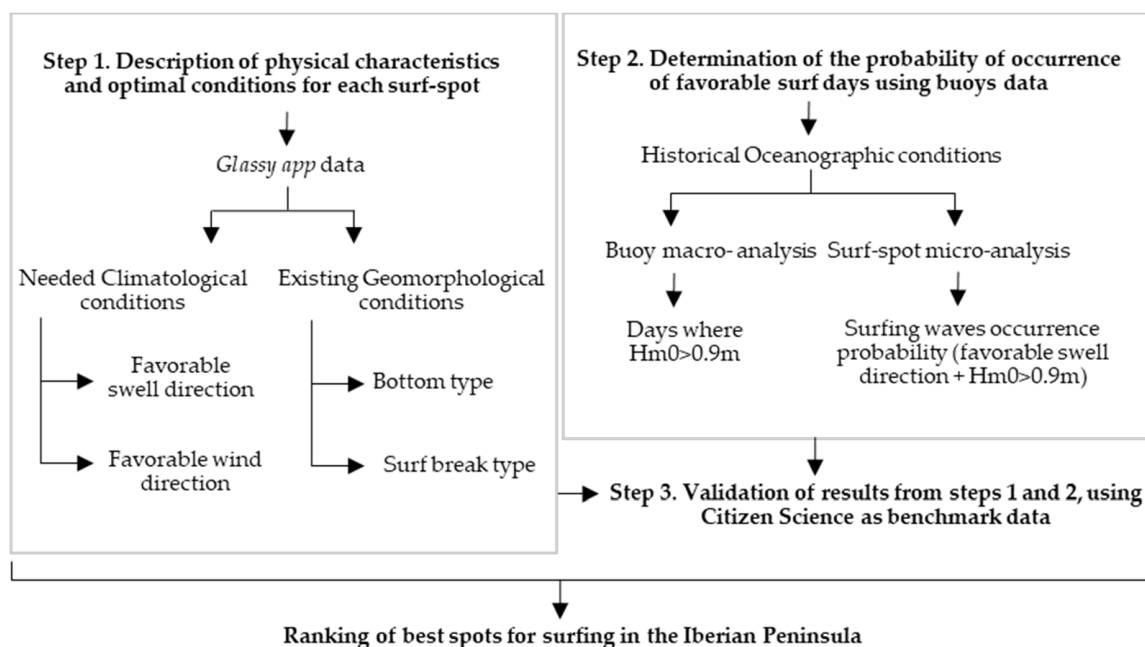 Step 1. Description of physical characteristics
and optimal conditions for each surf-spot
Glassy app data
Needed Climatological
conditions
Existing Geomorphological
conditions
Favorable
swell direction
Bottom type
Favorable wind
direction
Surf break type
Step 2. Determination of the probability of occurrence
of favorable surf days using buoys data
Historical Oceanographic conditions
Buoy macro- analysis
Surf-spot micro-analysis
Days where
Hm0>0.9m
Surfing waves occurrence
probability (favorable swell
direction + Hm0>0.9m)
Step 3. Validation of results from steps 1 and 2, using
Citizen Science as benchmark data
Ranking of best spots for surfing in the Iberian Peninsula